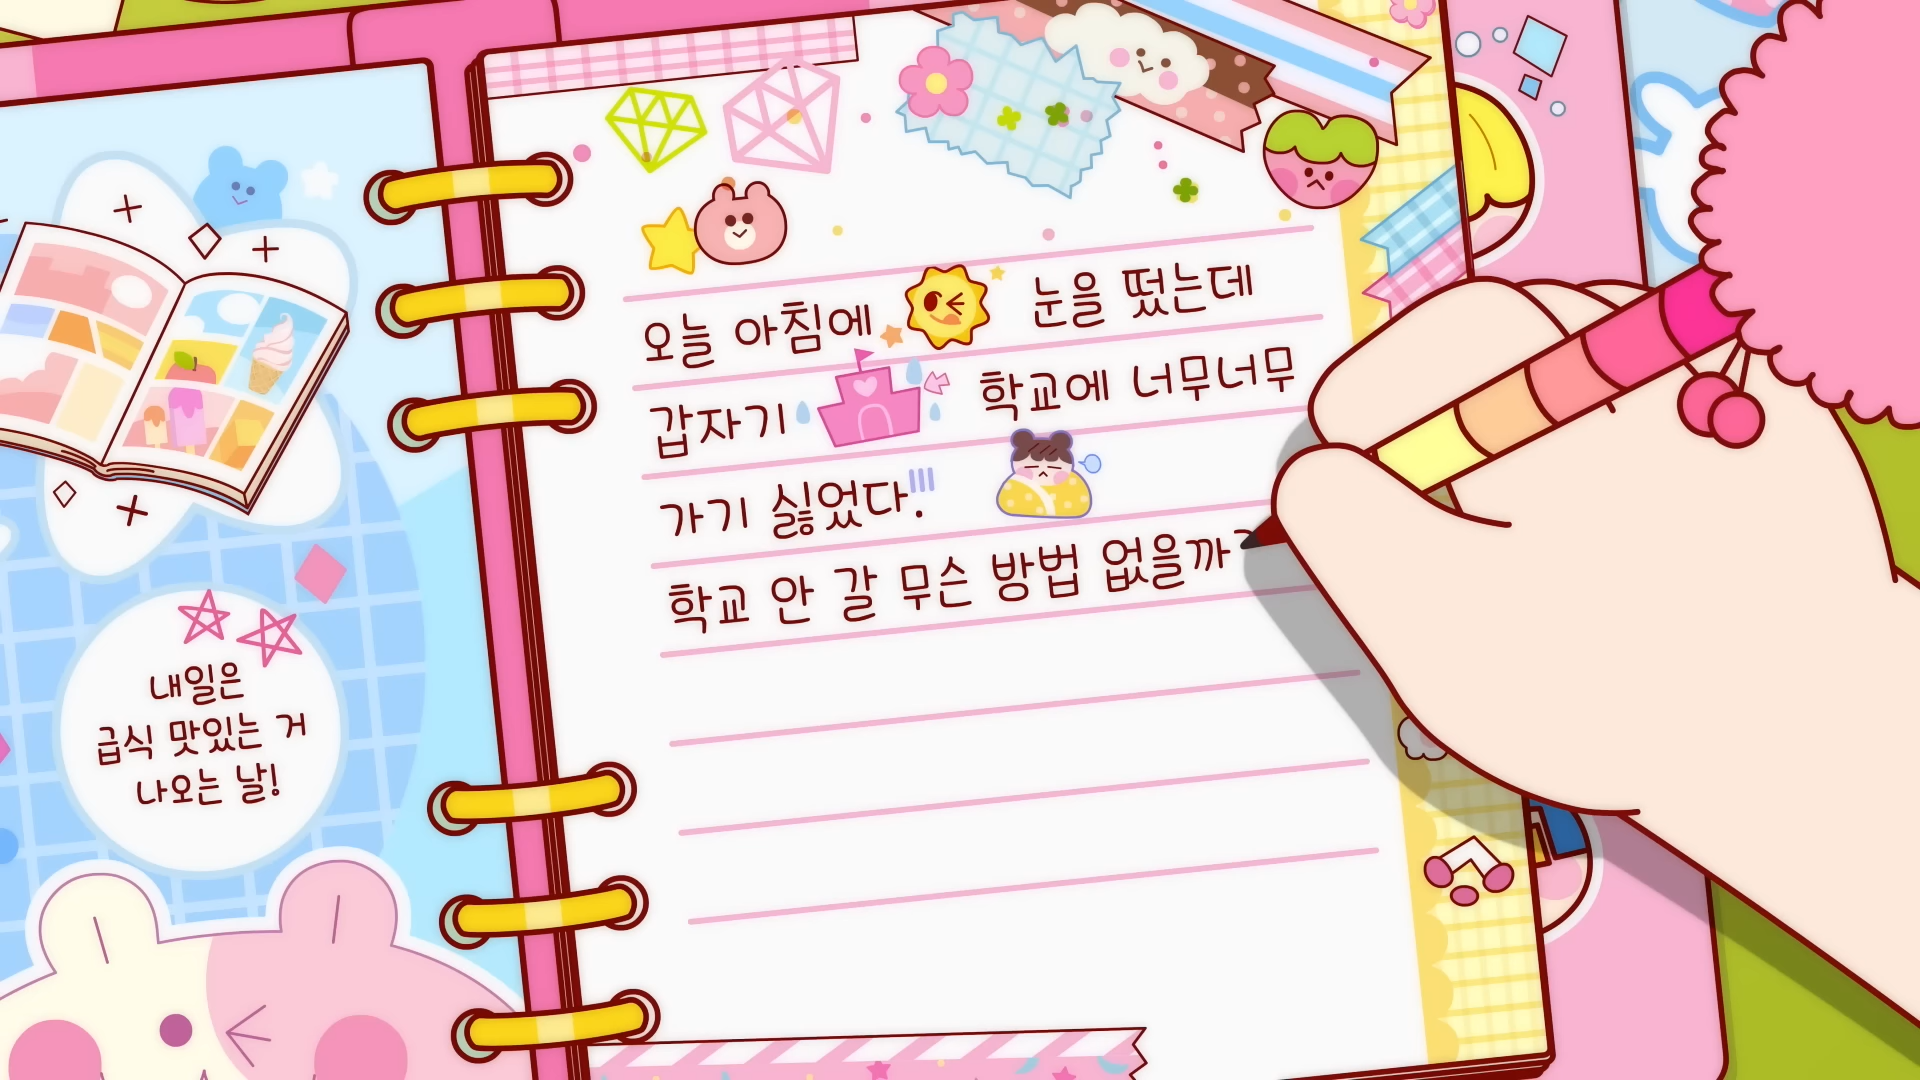 내일은
급식 맛있는 거
나오는 날!
오늘 아침에 눈을 떴는데
갑자기 학교에 너무너무
가기 싫었다.
학교 안 갈 무슨 방법 없을까?